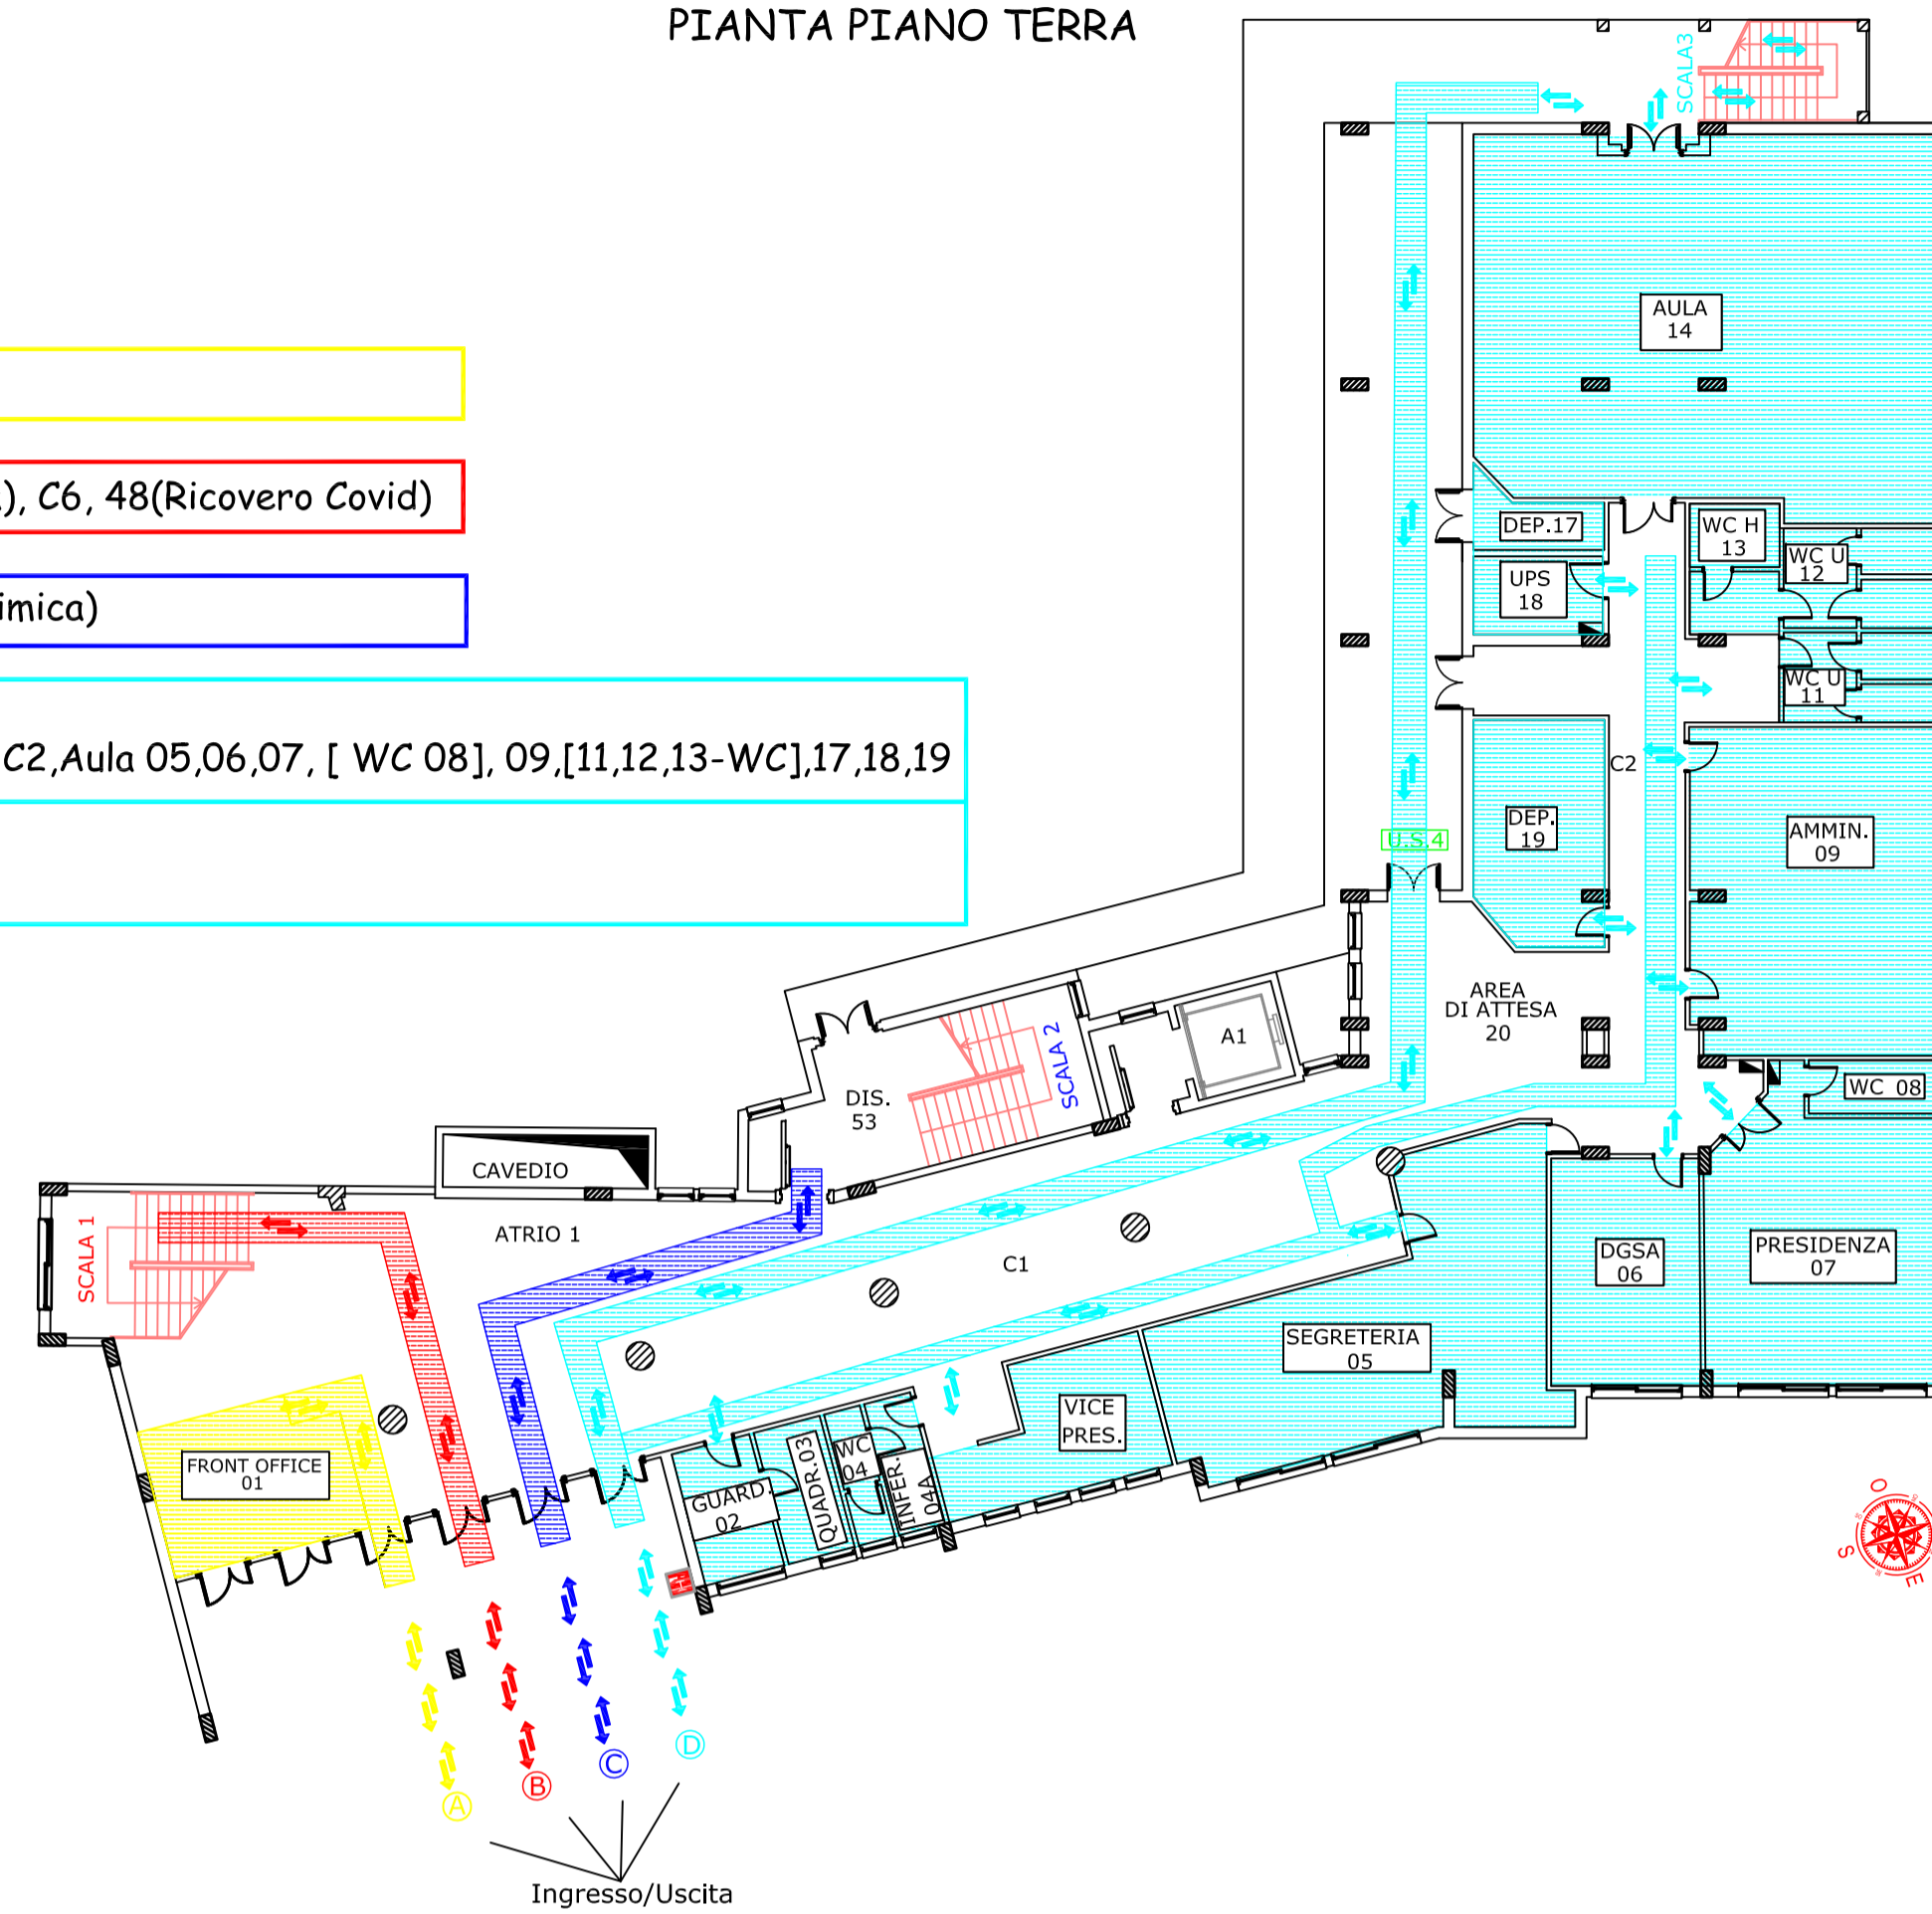 PIANTA PIANO TERRA
SCALA3
AULA
14
), C6, 48(Ricovero Covid)
DEP.17
WC H
13
WC U
12
UPS
18
imica)
WC U
11
C2,Aula 05,06,07, [ WC 08], 09,[11,12,13-WC],17,18,19
C2
U.S.4
DEP.
19
AMMIN.
09
AREA
DI ATTESA
20
A1
SCALA 2
DIS.
53
WC 08
CAVEDIO
SCALA 1
ATRIO 1
C1
DGSA
06
PRESIDENZA
07
SEGRETERIA
05
VICE
PRES.
FRONT OFFICE
01
GUARD.
02
QUADR.03
WC
04
INFER.
04A
O
S
E
A
B
C
D
Ingresso/Uscita